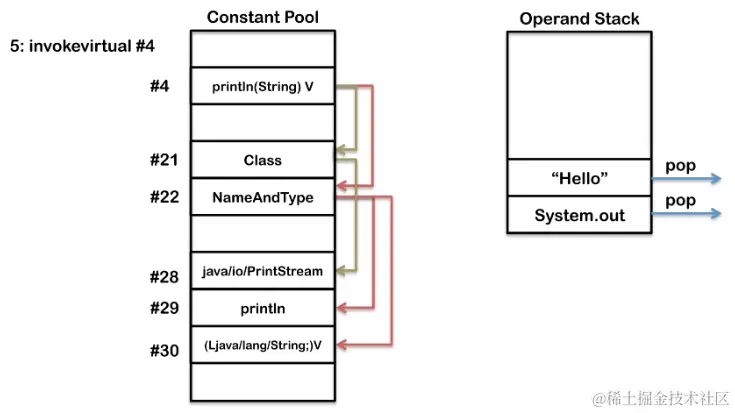 Constant Pool
Operand Stack
5: invokevirtual #4
#4
println(String) V
#21
Class
#22
NameAndType
#28
java/io/PrintStream
#29
println
#30
(Ljava/lang/String;)V
“Hello”
pop
System.out
pop
@稀土掘金技术社区